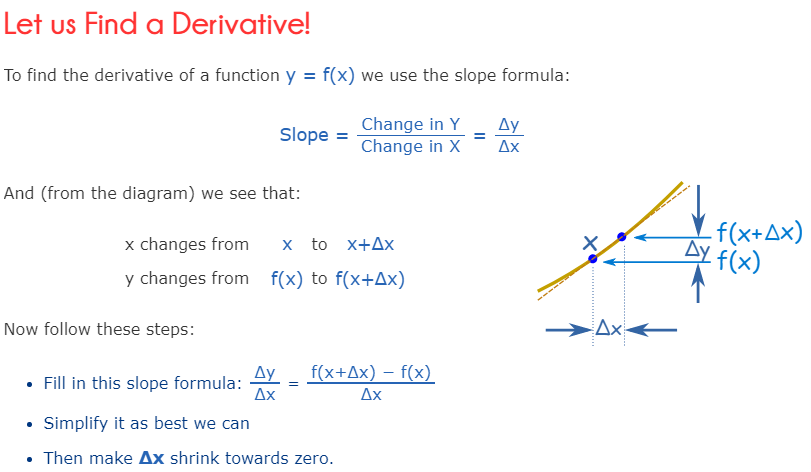 Let us Find a Derivative!
To find the derivative of a function y = f(x) we use the slope formula:
Slope = Change in Y / Change in X = Δy / Δx
And (from the diagram) we see that:
x changes from x to x+Δx
y changes from f(x) to f(x+Δx)
x
f(x+Δx)
Δy
f(x)
Δx
Now follow these steps:
• Fill in this slope formula: Δy / Δx = f(x+Δx) − f(x) / Δx
• Simplify it as best we can
• Then make Δx shrink towards zero.